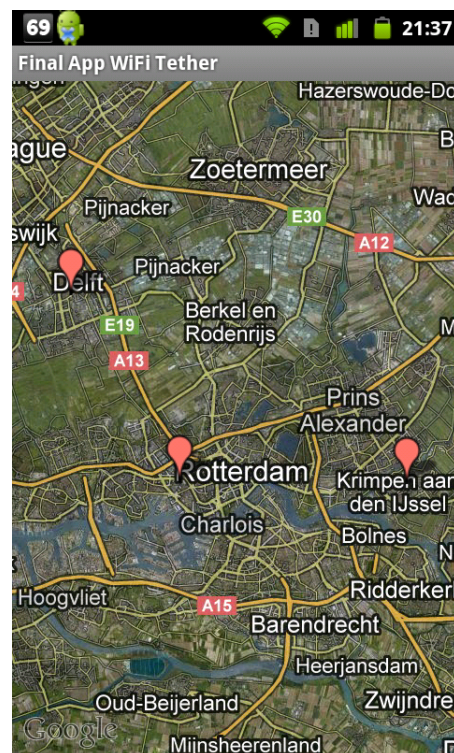 69
21:37
Final App WiFi Tether
Hazerswoude-Do
ague
Zoetermeer
B
Wad
Pijnacker
E30
swijk
A12
Delft
Pijnacker
4
Berkel en
Rodenrijs
E19
M
A13
Prins
Alexander
Rotterdam
Krimpen aan
den IJssel
Charlois
Bolnes
N
Hoogvliet
A15
Ridderkerl
Barendrecht
Heerjansdam
Oud-Beijerland
Zwijndre
Google
Mijnsheerenland